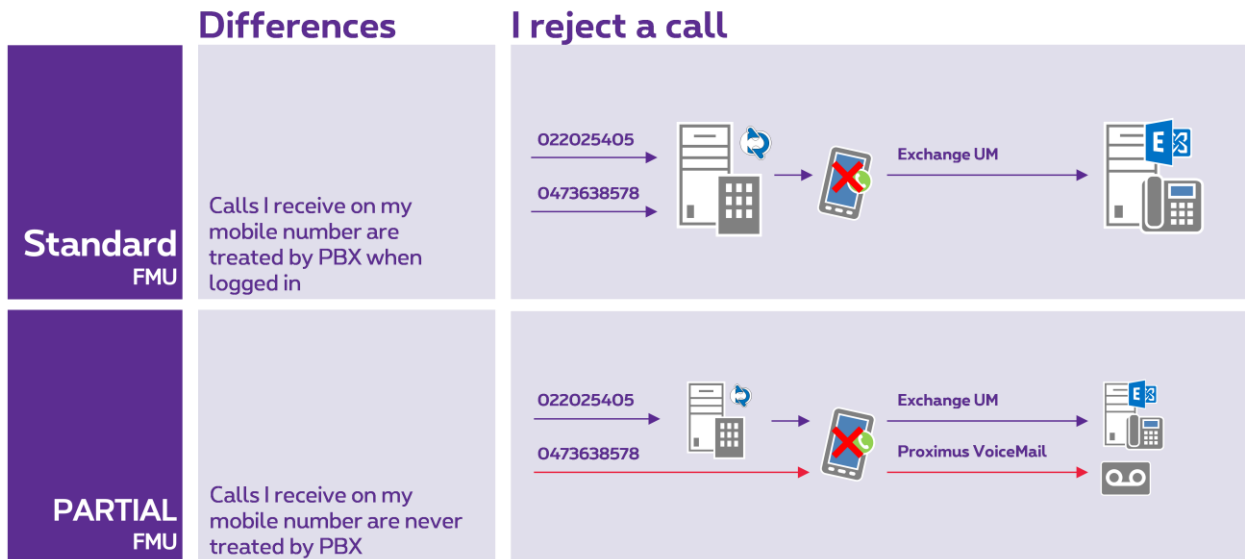 Differences
I reject a call
Standard
FMU
Calls I receive on my
mobile number are
treated by PBX when
logged in
022025405
0473638578
Exchange UM
E
PARTIAL
FMU
Calls I receive on my
mobile number are never
treated by PBX
022025405
0473638578
Exchange UM
Proximus VoiceMail
E